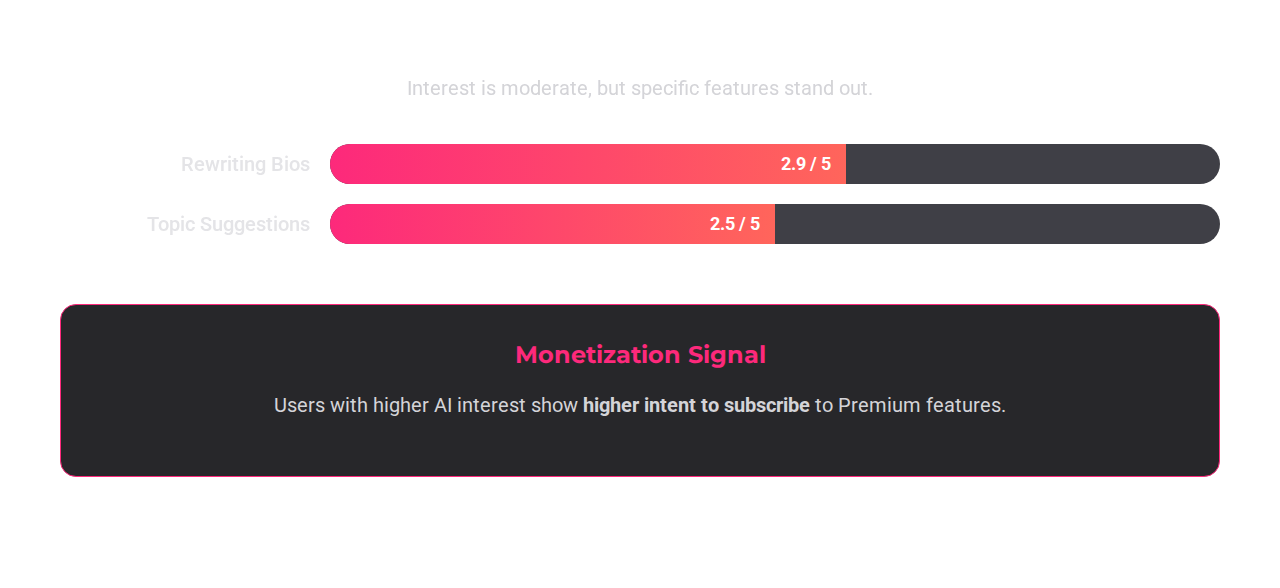 Interest is moderate, but specific features stand out.
Rewriting Bios
2.9 / 5
Topic Suggestions
2.5 / 5
Monetization Signal
Users with higher AI interest show higher intent to subscribe to Premium features.